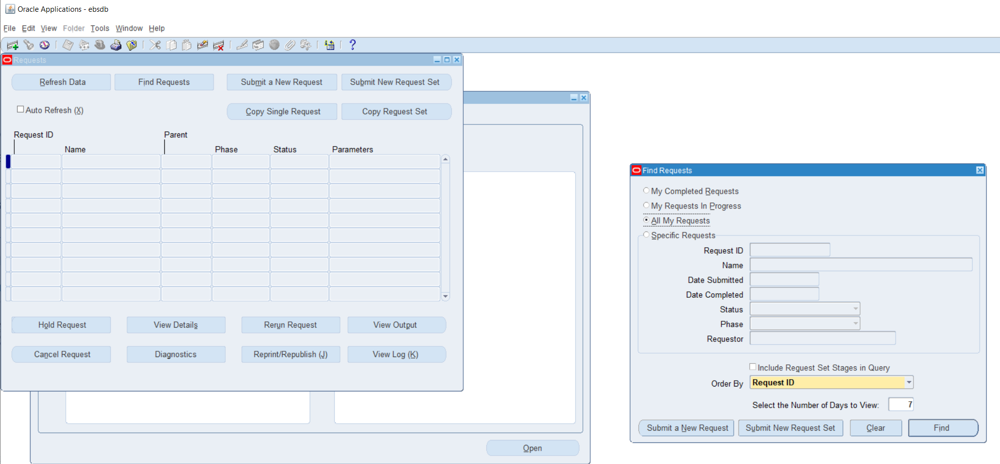 Oracle Applications - ebsdb
File Edit View Folder Tools Window Help
Requests
Refresh Data Find Requests Submit a New Request Submit New Request Set
Auto Refresh (X) Copy Single Request Copy Request Set
Request ID Parent
Name Phase Status Parameters
Hold Request View Details Rerun Request View Output
Cancel Request Diagnostics Reprint/Republish (J) View Log (K)
Open
Find Requests
My Completed Requests
My Requests In Progress
All My Requests
Specific Requests
Request ID
Name
Date Submitted
Date Completed
Status
Phase
Requestor
Include Request Set Stages in Query
Order By Request ID
Select the Number of Days to View: 7
Submit a New Request Submit New Request Set Clear Find